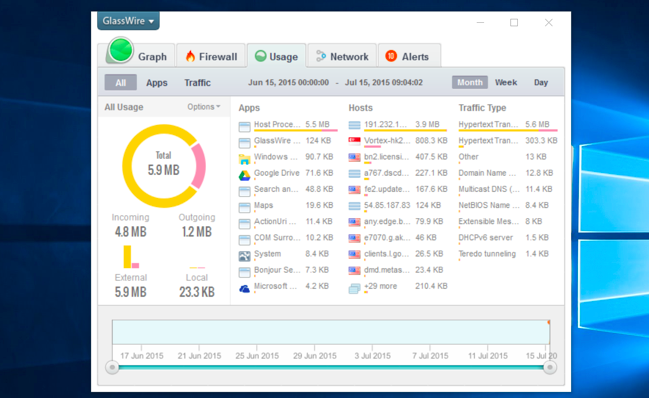 GlassWire
Graph
Firewall
Usage
Network
10 Alerts
All Apps Traffic
Jun 15, 2015 00:00:00 - Jul 15, 2015 09:04:02
Month Week Day
All Usage Options
Total
5.9 MB
Incoming Outgoing
4.8 MB 1.2 MB
External Local
5.9 MB 23.3 KB
Apps
Host Proce... 5.5 MB
GlassWire ... 124 KB
Windows ... 90.7 KB
Google Drive 71.6 KB
Search an... 48.8 KB
Maps 19.6 KB
ActionUri ... 11.4 KB
COM Surro... 10.2 KB
System 8.4 KB
Bonjour Se... 7.3 KB
Microsoft ... 4.2 KB
Hosts
191.232.1... 3.9 MB
Vortex-hk2... 808.3 KB
bn2.licensi... 407.5 KB
a767.dscd... 227.1 KB
fe2.update... 167.6 KB
54.85.187.83 124 KB
any.edge.b... 79.9 KB
e7070.g.ak... 46 KB
clients.l.go... 26.5 KB
dmd.metas... 23.4 KB
+29 more 210.4 KB
Traffic Type
Hypertext Tran... 5.6 MB
Hypertext Tran... 303.3 KB
Other 13 KB
Domain Name ... 12.8 KB
Multicast DNS (... 11.4 KB
NetBIOS Name ... 8.4 KB
Extensible Mes... 8 KB
DHCPv6 server 1.5 KB
Teredo tunneling 1.4 KB
17 Jun 2015 21 Jun 2015 25 Jun 2015 29 Jun 2015 3 Jul 2015 7 Jul 2015 11 Jul 2015 15 Jul 20